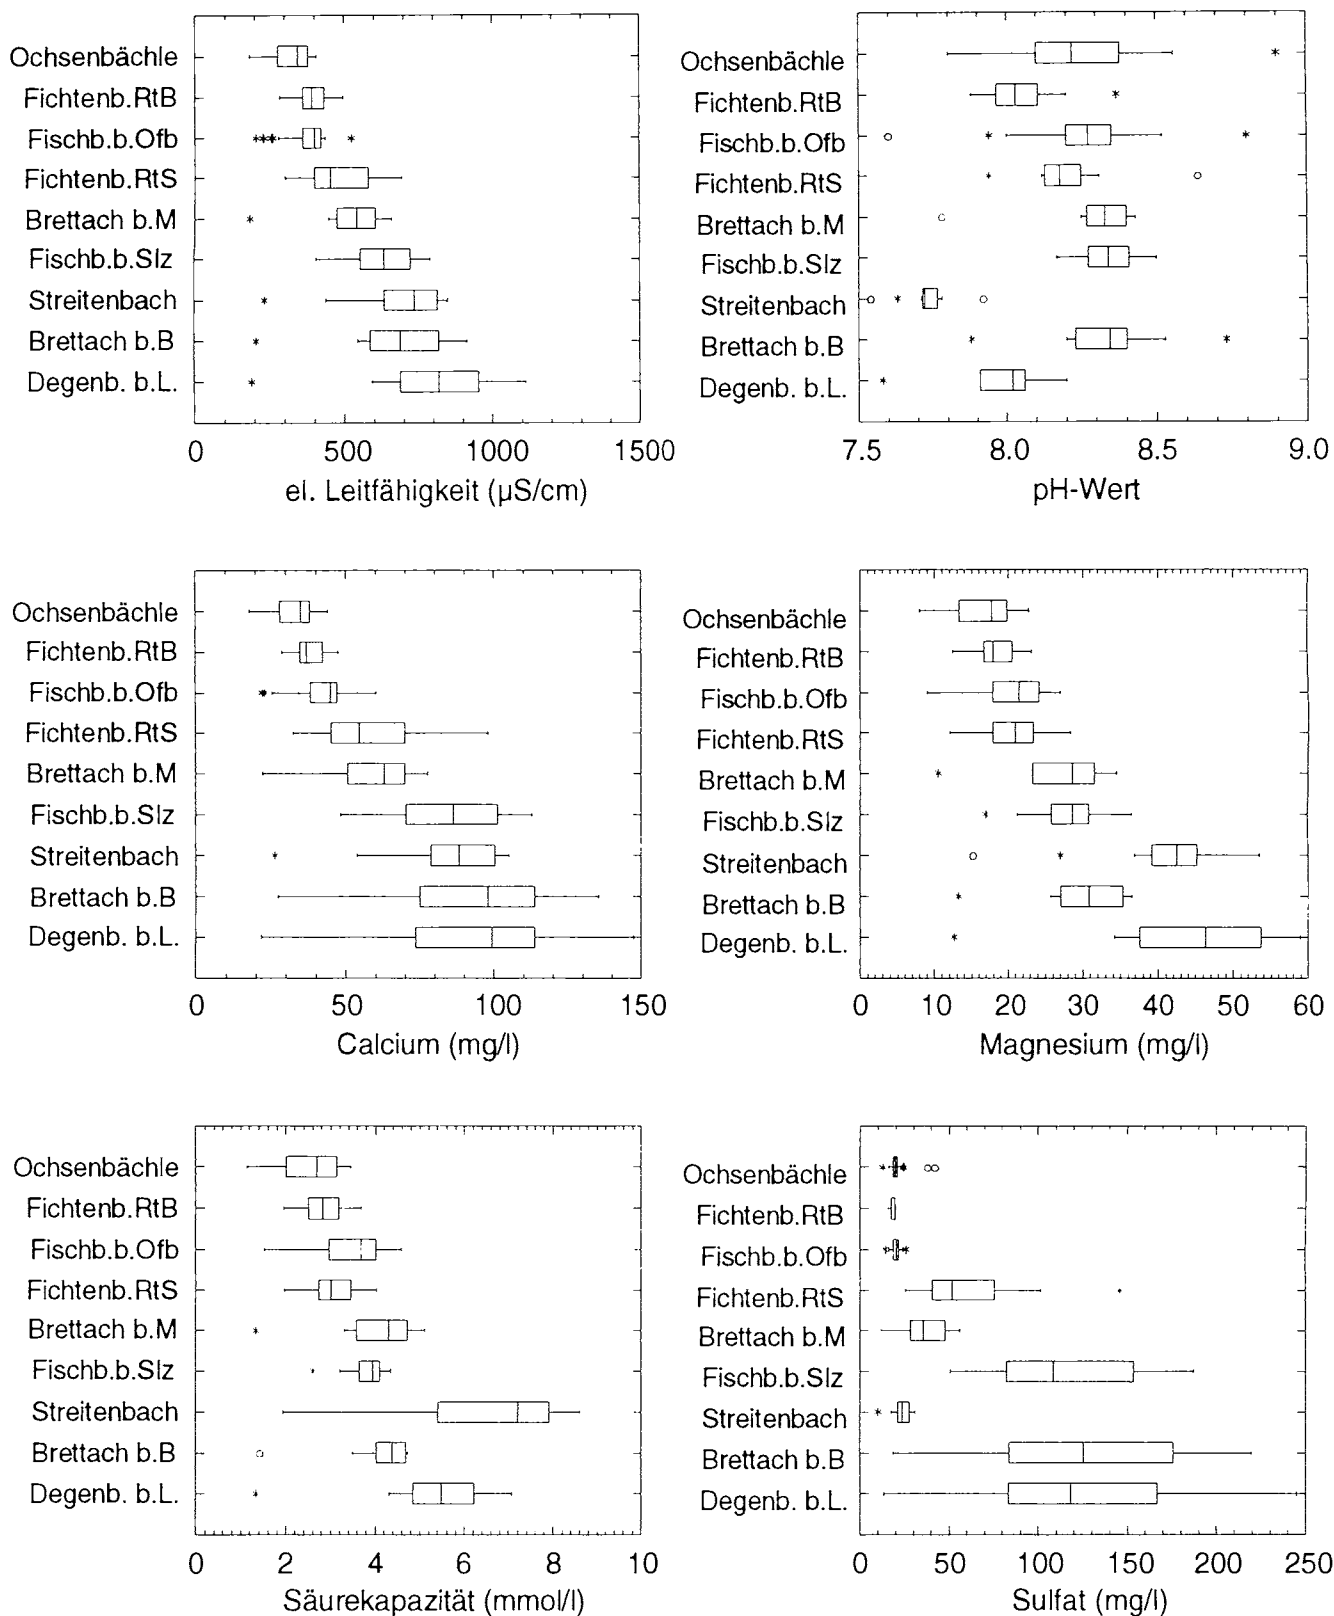 Ochsenbächle
Fichtenb.RtB
Fischb.b.Ofb
Fichtenb.RtS
Brettach b.M
Fischb.b.Slz
Streitenbach
Brettach b.B
Degenb. b.L.
0 500 1000 1500
el. Leitfähigkeit (µS/cm)
Ochsenbächle
Fichtenb.RtB
Fischb.b.Ofb
Fichtenb.RtS
Brettach b.M
Fischb.b.Slz
Streitenbach
Brettach b.B
Degenb. b.L.
7.5 8.0 8.5 9.0
pH-Wert
Ochsenbächle
Fichtenb.RtB
Fischb.b.Ofb
Fichtenb.RtS
Brettach b.M
Fischb.b.Slz
Streitenbach
Brettach b.B
Degenb. b.L.
0 50 100 150
Calcium (mg/l)
Ochsenbächle
Fichtenb.RtB
Fischb.b.Ofb
Fichtenb.RtS
Brettach b.M
Fischb.b.Slz
Streitenbach
Brettach b.B
Degenb. b.L.
0 10 20 30 40 50 60
Magnesium (mg/l)
Ochsenbächle
Fichtenb.RtB
Fischb.b.Ofb
Fichtenb.RtS
Brettach b.M
Fischb.b.Slz
Streitenbach
Brettach b.B
Degenb. b.L.
0 2 4 6 8 10
Säurekapazität (mmol/l)
Ochsenbächle
Fichtenb.RtB
Fischb.b.Ofb
Fichtenb.RtS
Brettach b.M
Fischb.b.Slz
Streitenbach
Brettach b.B
Degenb. b.L.
0 50 100 150 200 250
Sulfat (mg/l)